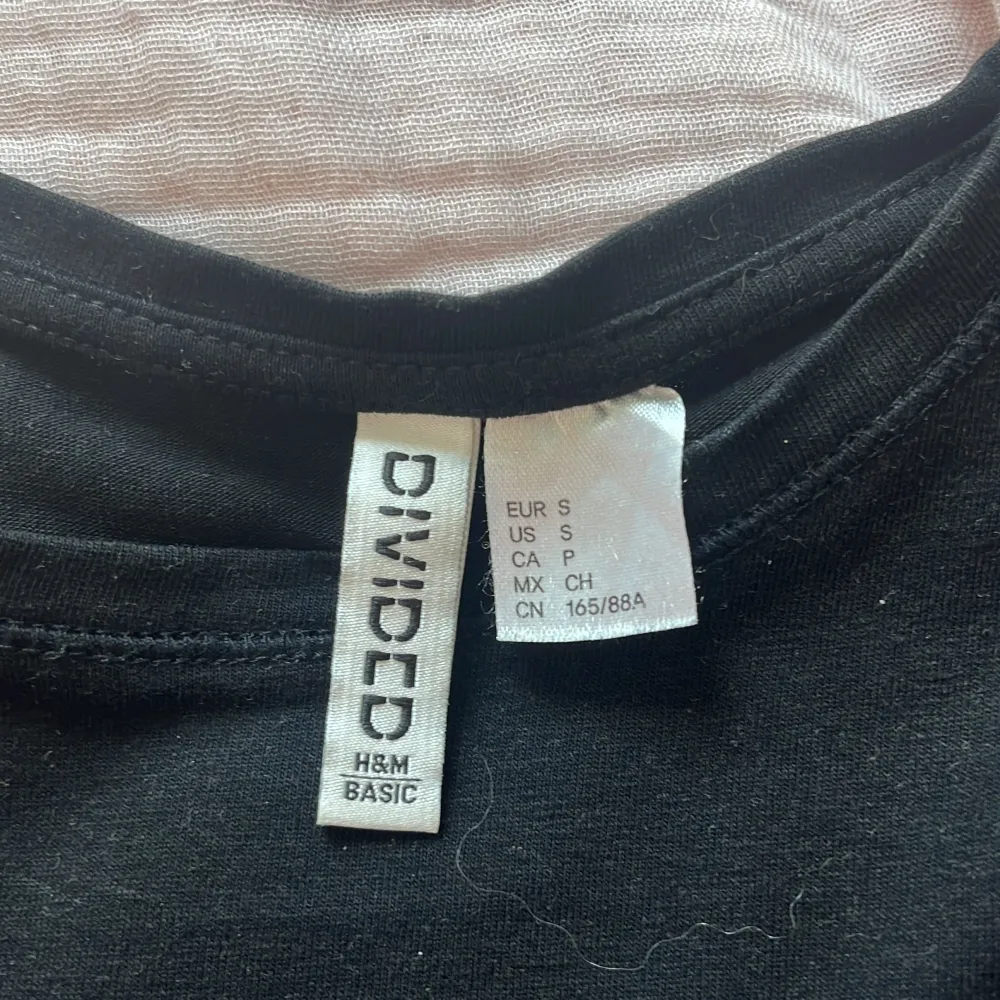 DIVIDED
H&M
BASIC
EUR S
US S
CA P
MX CH
CN 165/88A